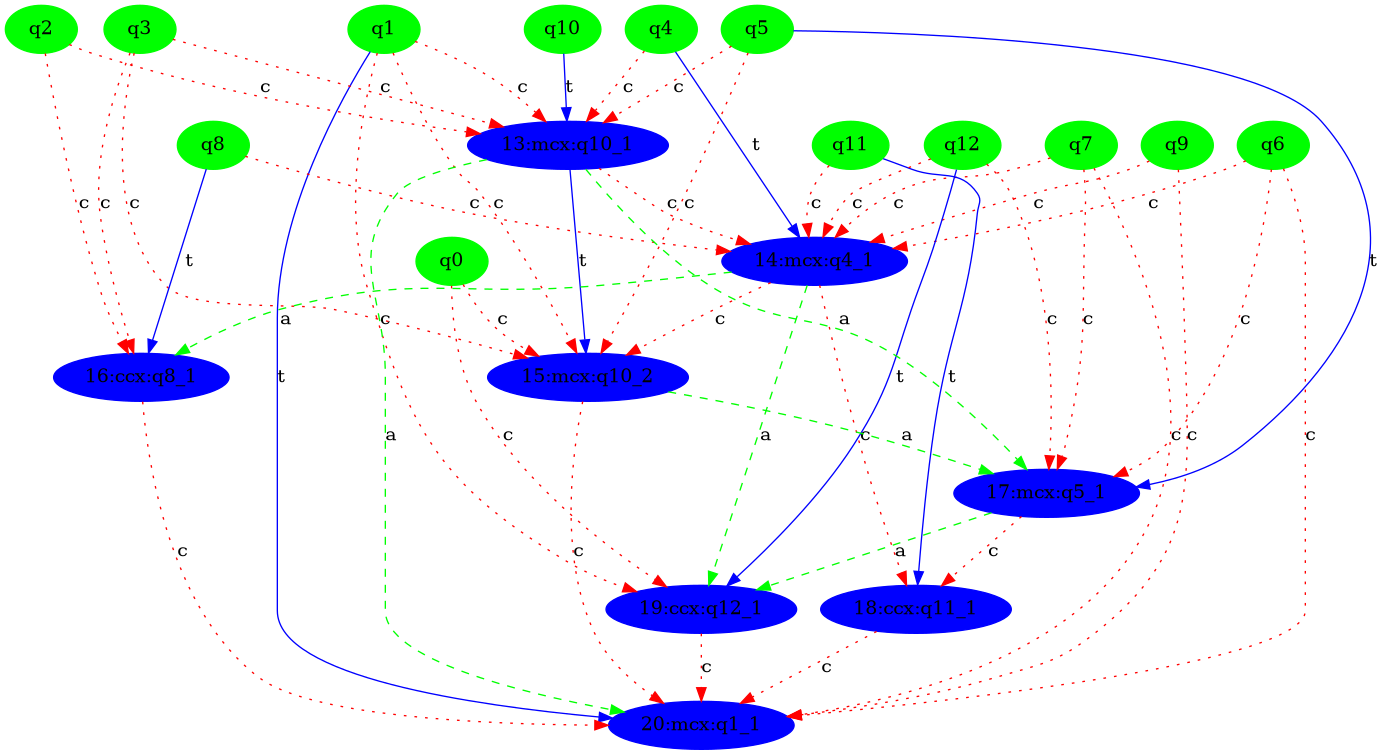 q2 q3 q1 q10 q4 q5
c c c t c c
q8 13:mcx:q10_1 t q11 q12 q7 q9 q6
c c c c c c c c c c c c
q0 14:mcx:q4_1
t t t
a c c a c c c
16:ccx:q8_1 t 15:mcx:q10_2 t t
a c a a c c c c
17:mcx:q5_1
c c a c
19:ccx:q12_1 18:ccx:q11_1
c c
20:mcx:q1_1